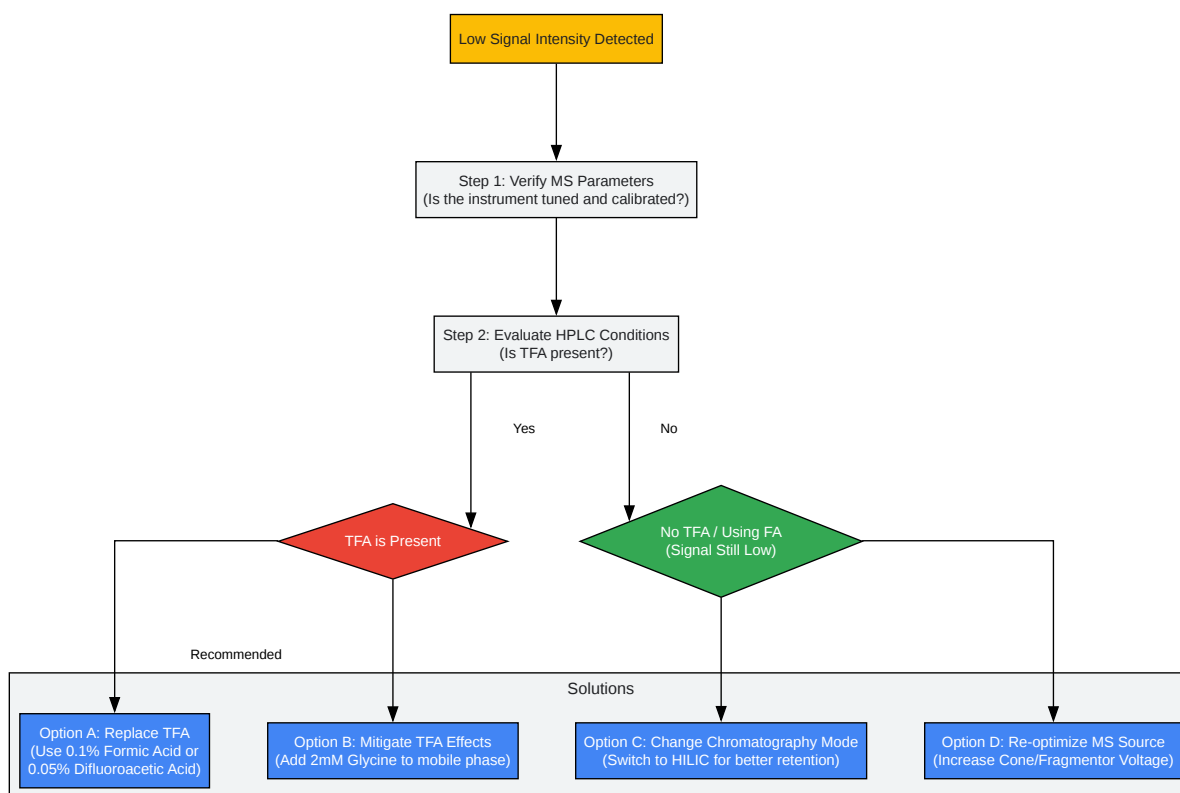 Low Signal Intensity Detected
Step 1: Verify MS Parameters
(Is the instrument tuned and calibrated?)
Step 2: Evaluate HPLC Conditions
(Is TFA present?)
Yes
No
TFA is Present
No TFA / Using FA
(Signal Still Low)
Recommended
Solutions
Option A: Replace TFA
(Use 0.1% Formic Acid or
0.05% Difluoroacetic Acid)
Option B: Mitigate TFA Effects
(Add 2mM Glycine to mobile phase)
Option C: Change Chromatography Mode
(Switch to HILIC for better retention)
Option D: Re-optimize MS Source
(Increase Cone/Fragmentor Voltage)